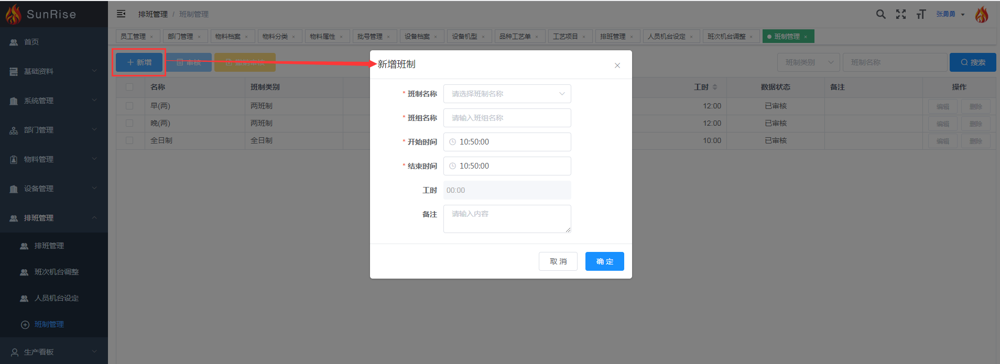 SunRise
排班管理 / 班制管理
张勇勇
员工管理 ×
部门管理 ×
物料档案 ×
物料分类 ×
物料属性 ×
批号管理 ×
设备档案 ×
设备机型 ×
品种工艺单 ×
工艺项目 ×
排班管理 ×
人员机台设定 ×
班次机台调整 ×
班制管理 ×
首页
基础资料
系统管理
部门管理
物料管理
设备管理
排班管理
排班管理
班次机台调整
人员机台设定
班制管理
生产看板
新增
审核
撤销审核
班制类别
班制名称
搜索
名称 班制类别 工时 数据状态 备注 操作
早(两) 两班制 12:00 已审核 编辑 删除
晚(两) 两班制 12:00 已审核 编辑 删除
全日制 全日制 10:00 已审核 编辑 删除
新增班制
* 班制名称 请选择班制名称
* 班组名称 请输入班组名称
* 开始时间 10:50:00
* 结束时间 10:50:00
工时 00:00
备注 请输入内容
取 消
确 定